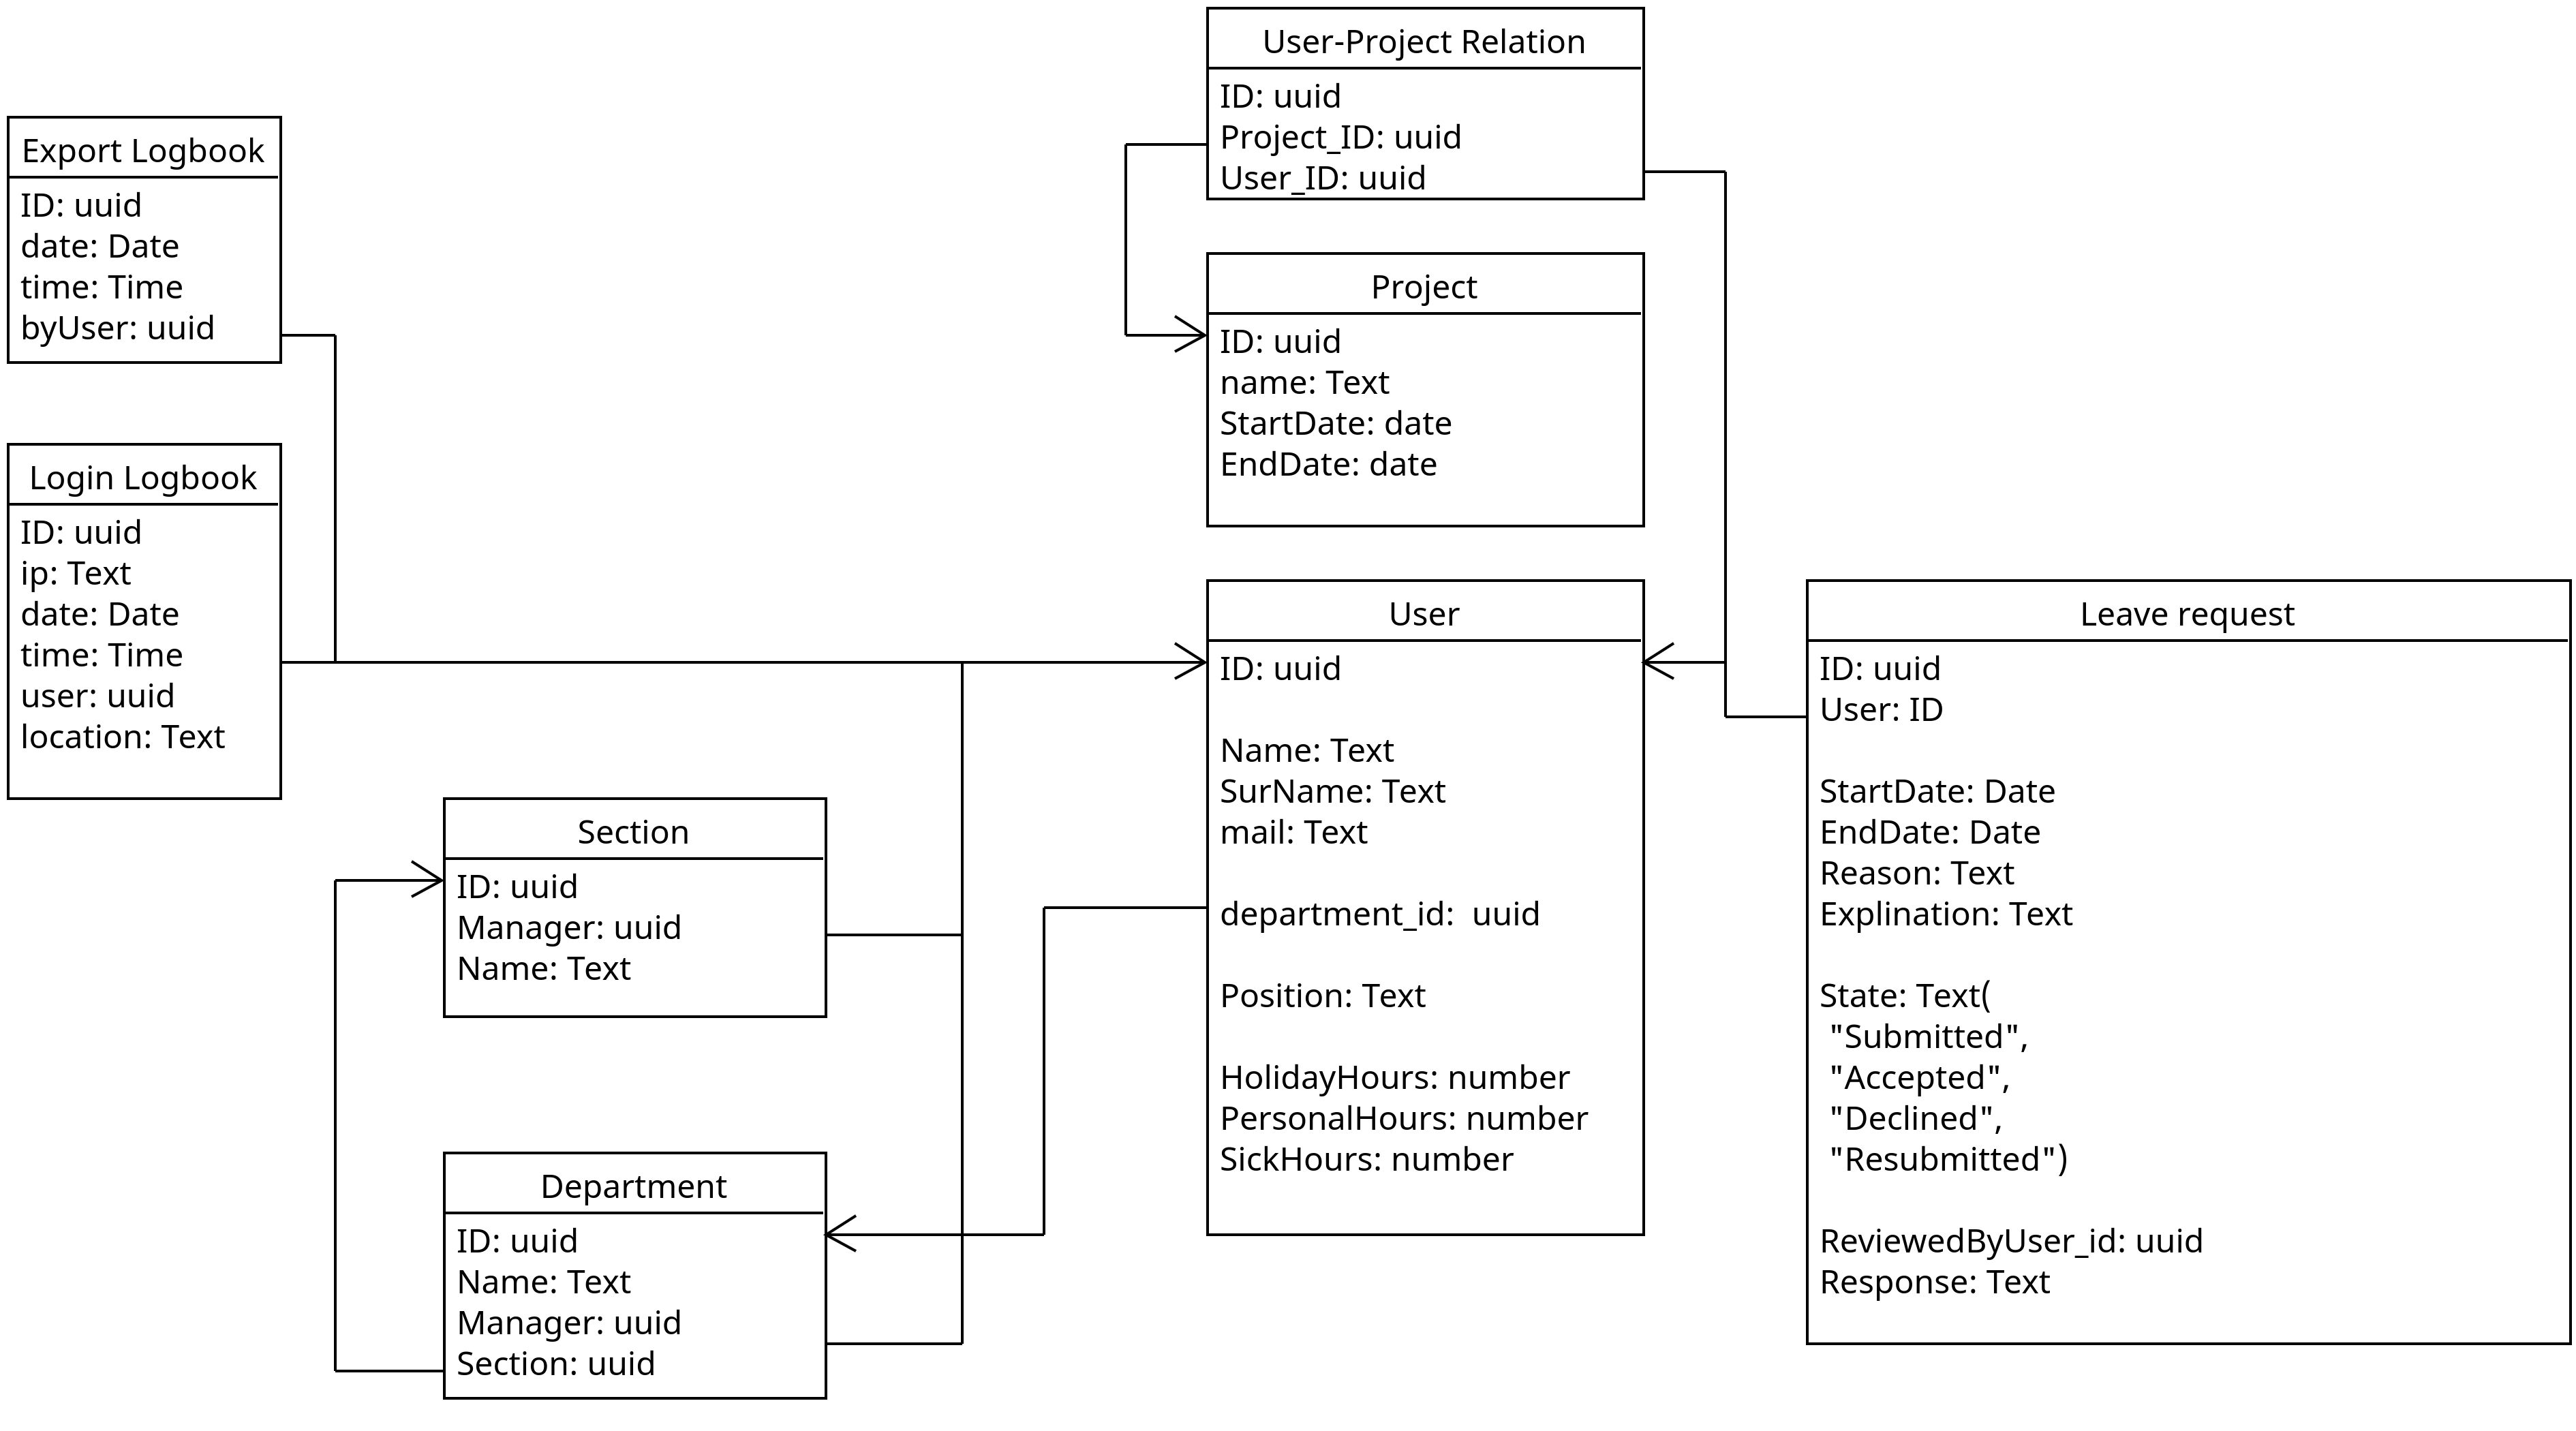 User-Project Relation
ID: uuid
Project_ID: uuid
User_ID: uuid
Export Logbook
ID: uuid
date: Date
time: Time
byUser: uuid
Project
ID: uuid
name: Text
StartDate: date
EndDate: date
Login Logbook
ID: uuid
ip: Text
date: Date
time: Time
user: uuid
location: Text
User
ID: uuid
Name: Text
SurName: Text
mail: Text
department_id:  uuid
Position: Text
HolidayHours: number
PersonalHours: number
SickHours: number
Leave request
ID: uuid
User: ID
StartDate: Date
EndDate: Date
Reason: Text
Explination: Text
State: Text(
"Submitted",
"Accepted",
"Declined",
"Resubmitted")
ReviewedByUser_id: uuid
Response: Text
Section
ID: uuid
Manager: uuid
Name: Text
Department
ID: uuid
Name: Text
Manager: uuid
Section: uuid